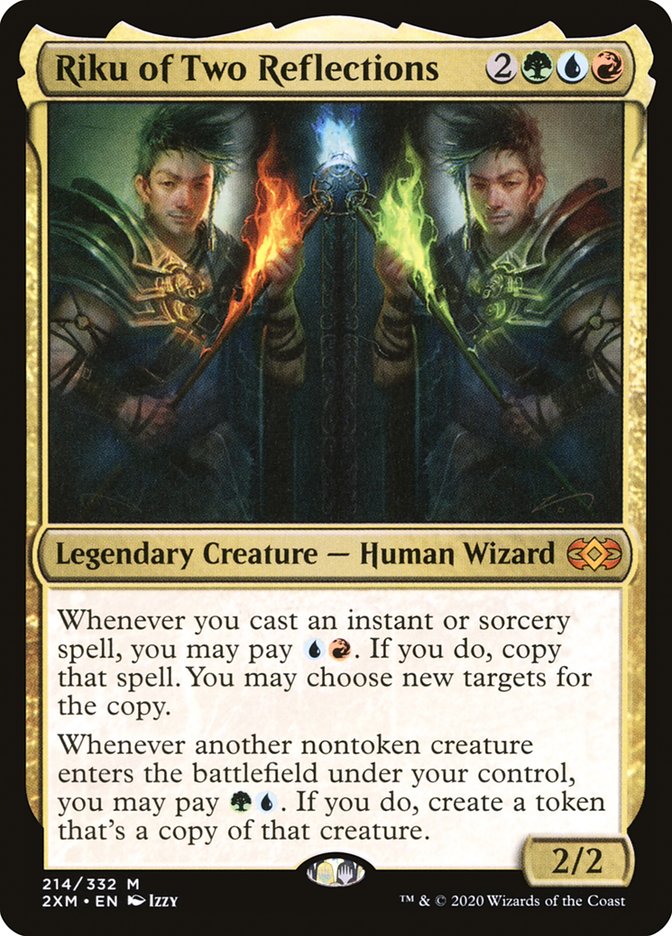 Riku of Two Reflections 2
Legendary Creature — Human Wizard
Whenever you cast an instant or sorcery
spell, you may pay . If you do, copy
that spell. You may choose new targets for
the copy.
Whenever another nontoken creature
enters the battlefield under your control,
you may pay . If you do, create a token
that's a copy of that creature.
2/2
214/332 M
2XM • EN Izzy
™ & © 2020 Wizards of the Coast